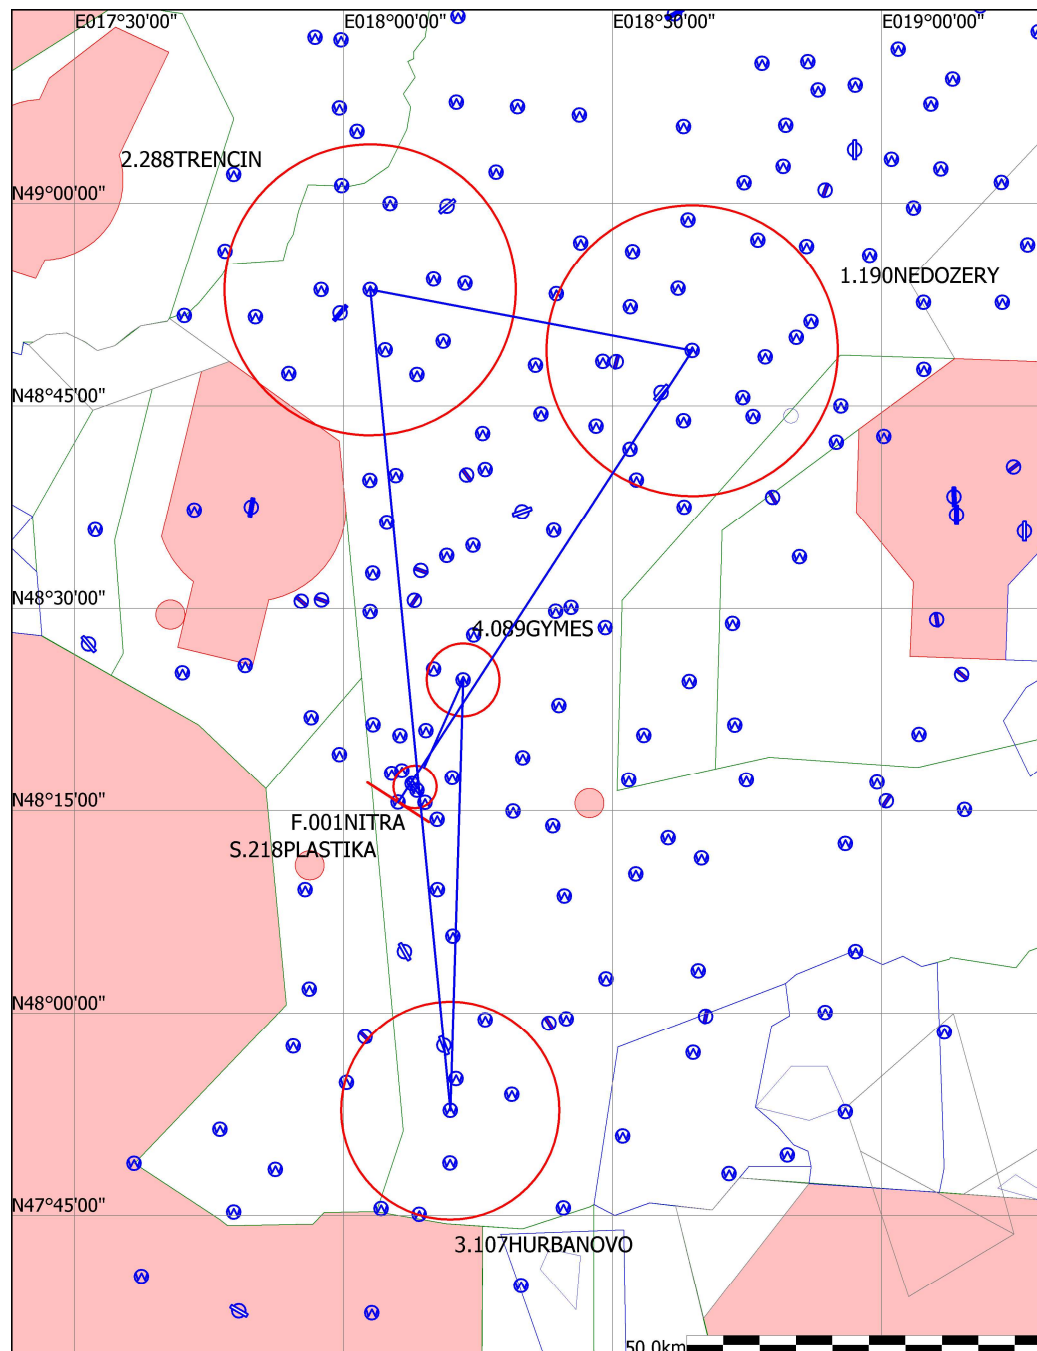 E017°30'00" E018°00'00" E018°30'00" E019°00'00"
2.288TRENCIN
N49°00'00"
1.190NEDOZERY
N48°45'00"
N48°30'00"
4.089GYMES
N48°15'00"
F.001NITRA
S.218PLASTIKA
N48°00'00"
N47°45'00"
3.107HURBANOVO
50.0km